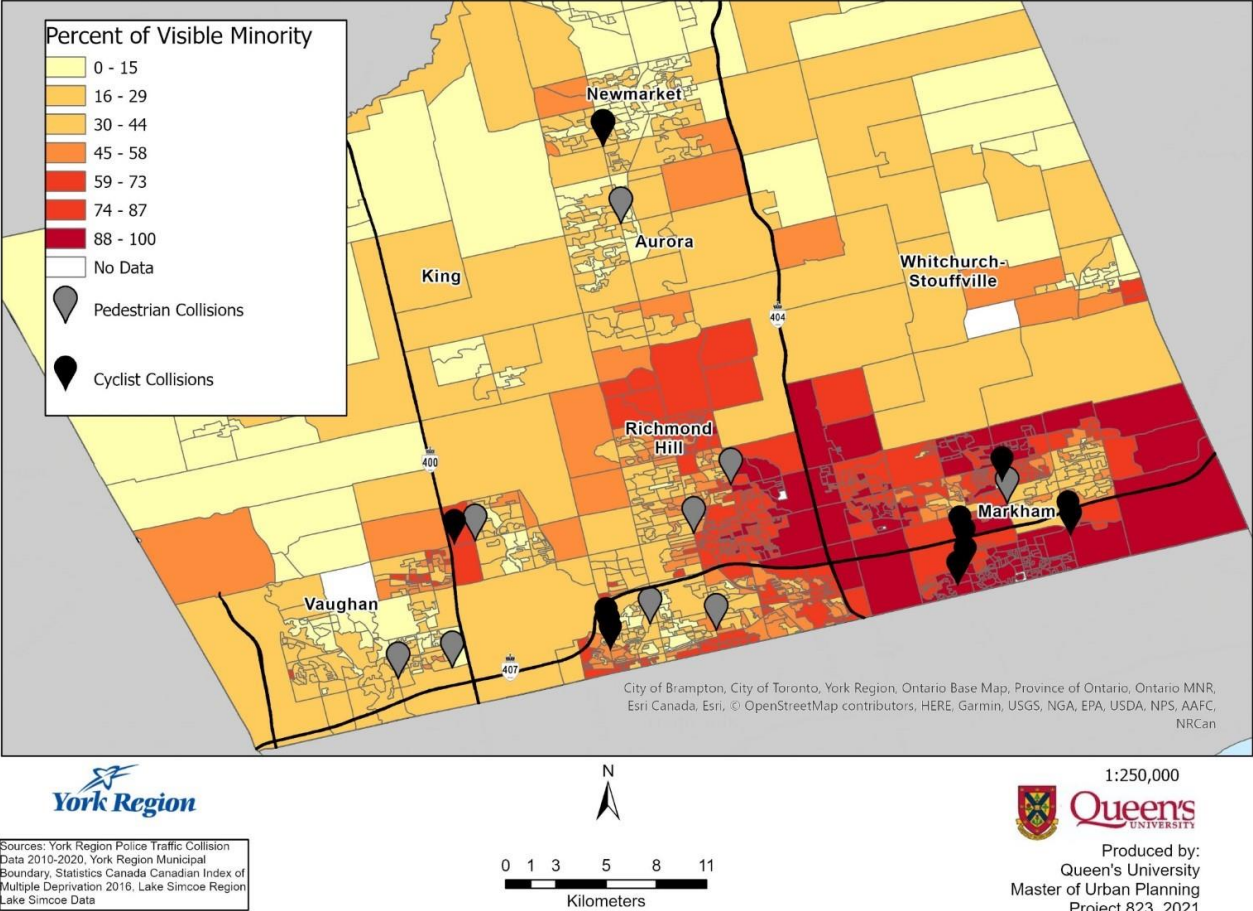 Percent of Visible Minority
0 - 15
16 - 29
30 - 44
45 - 58
59 - 73
74 - 87
88 - 100
No Data
Pedestrian Collisions
Cyclist Collisions
Newmarket
Aurora
King
Whitchurch-
Stouffville
404
Richmond
Hill
400
Markham
Vaughan
407
City of Brampton, City of Toronto, York Region, Ontario Base Map, Province of Ontario, Ontario MNR,
Esri Canada, Esri, © OpenStreetMap contributors, HERE, Garmin, USGS, NGA, EPA, USDA, NPS, AAFC,
NRCan
York Region
N
1:250,000
Queen's
UNIVERSITY
Sources: York Region Police Traffic Collision
Data 2010-2020, York Region Municipal
Boundary, Statistics Canada Canadian Index of
Multiple Deprivation 2016, Lake Simcoe Region
Lake Simcoe Data
0 1 3 5 8 11
Kilometers
Produced by:
Queen's University
Master of Urban Planning
Project 823, 2021